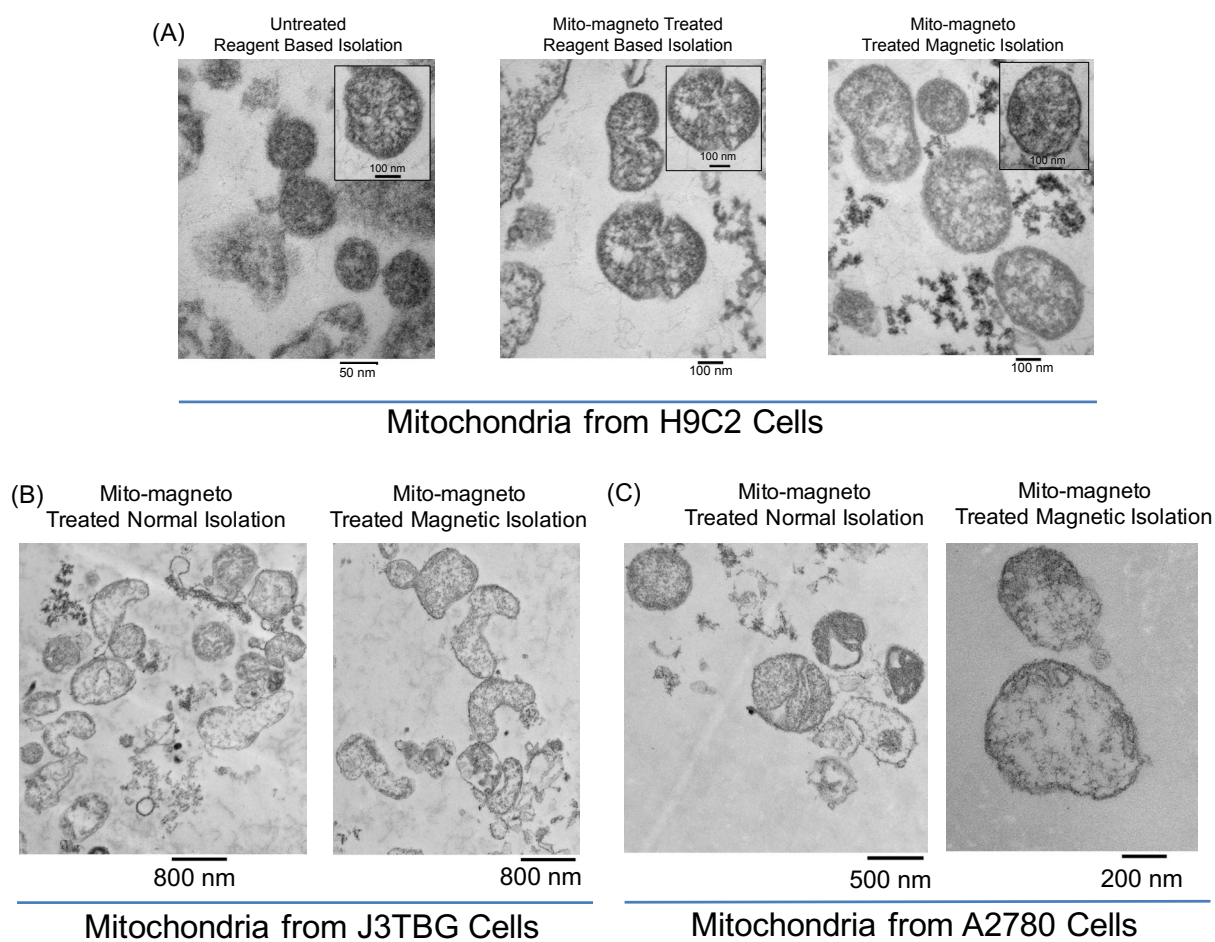 (A)
Untreated
Reagent Based Isolation
Mito-magneto Treated
Reagent Based Isolation
Mito-magneto
Treated Magnetic Isolation
100 nm
100 nm
100 nm
50 nm
100 nm
100 nm
Mitochondria from H9C2 Cells
(B)
Mito-magneto
Treated Normal Isolation
Mito-magneto
Treated Magnetic Isolation
800 nm
800 nm
Mitochondria from J3TBG Cells
(C)
Mito-magneto
Treated Normal Isolation
Mito-magneto
Treated Magnetic Isolation
500 nm
200 nm
Mitochondria from A2780 Cells